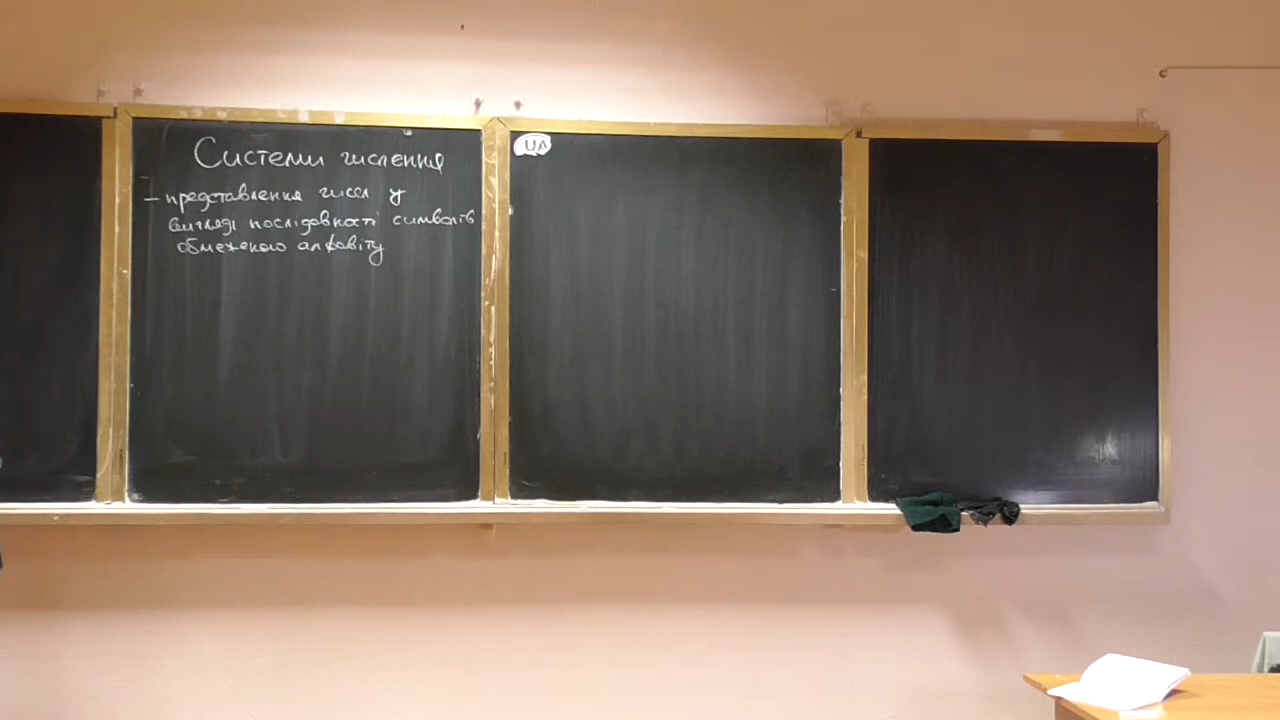 Системи числення
– представлення чисел у
вигляді послідовності символів
обмеженого алфавіту
UA